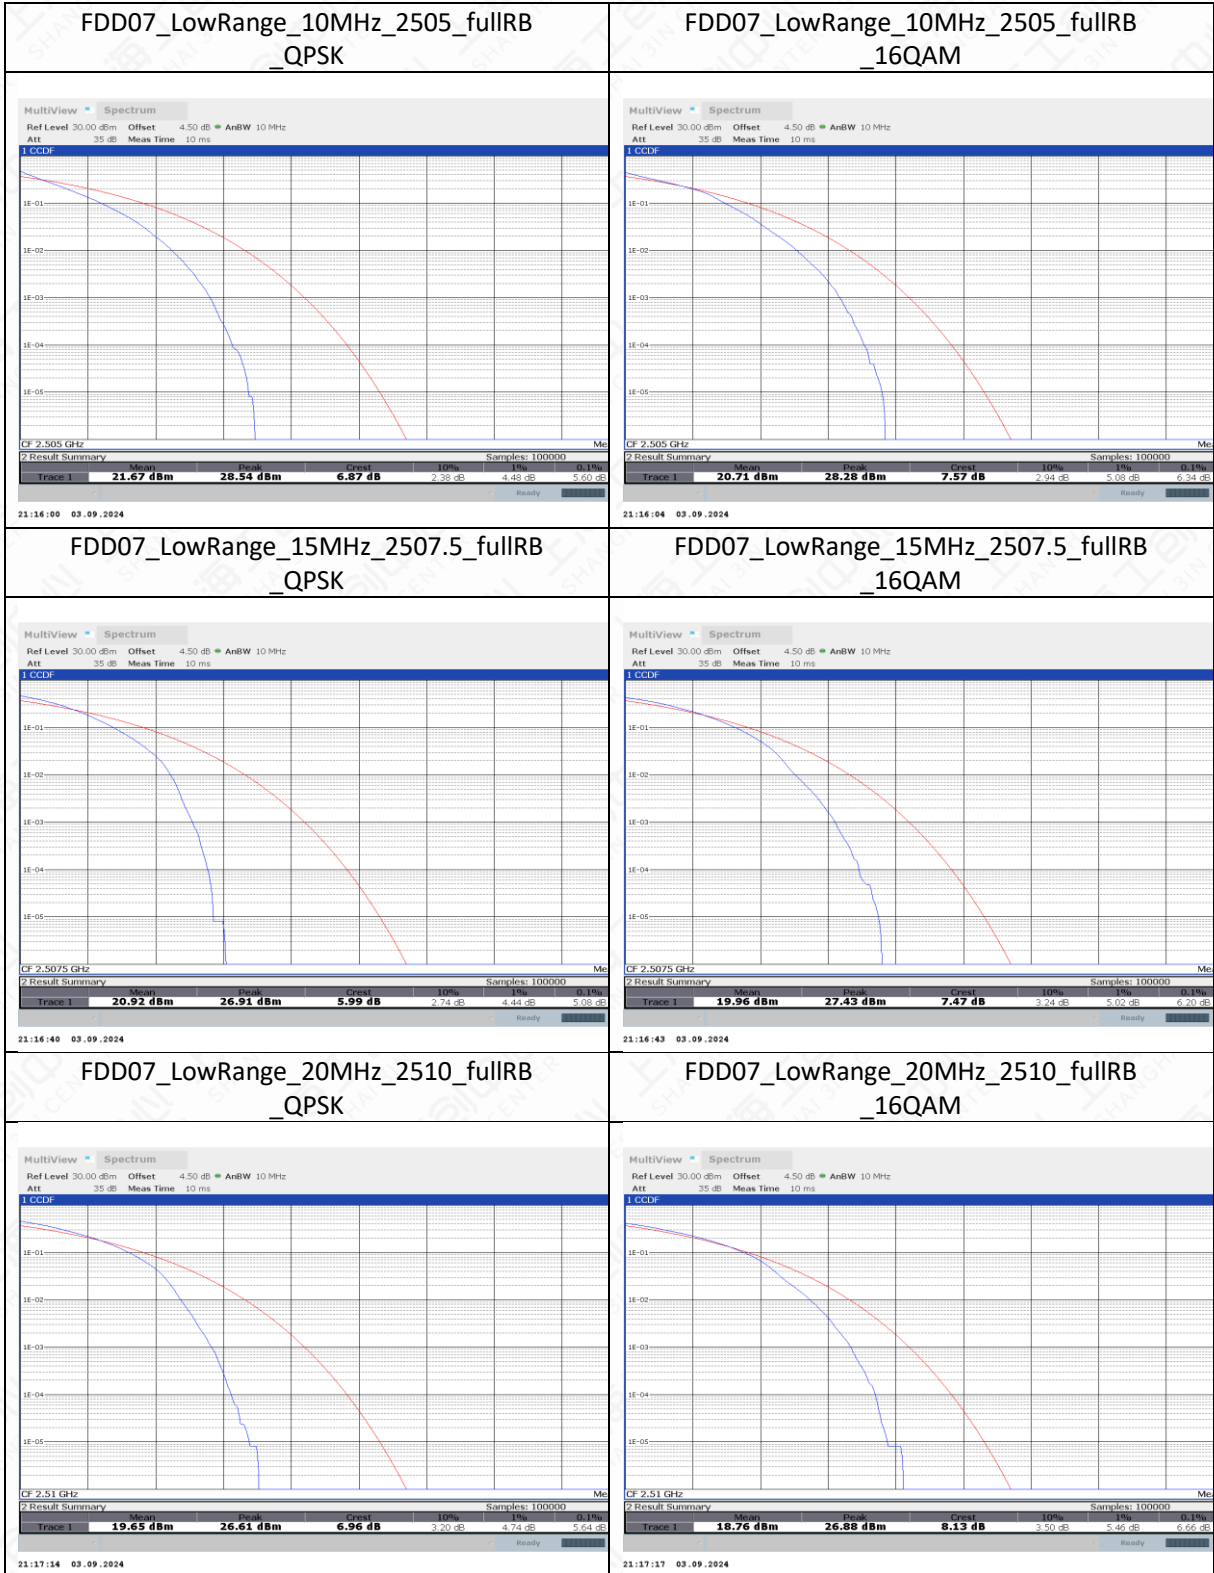 FDD07_LowRange_10MHz_2505_fullRB
_QPSK
FDD07_LowRange_10MHz_2505_fullRB
_16QAM
MultiView Spectrum
Ref Level 30.00 dBm Offset 4.50 dB AnBW 10 MHz
Att 35 dB Meas Time 10 ms
1 CCDF
1E-01
1E-02
1E-03
1E-04
1E-05
CF 2.505 GHz Me
2 Result Summary Samples: 100000
Mean Peak Crest 10% 1% 0.1%
Trace 1 21.67 dBm 28.54 dBm 6.87 dB 2.38 dB 4.48 dB 5.60 dB
Ready
21:16:00 03.09.2024
MultiView Spectrum
Ref Level 30.00 dBm Offset 4.50 dB AnBW 10 MHz
Att 35 dB Meas Time 10 ms
1 CCDF
1E-01
1E-02
1E-03
1E-04
1E-05
CF 2.505 GHz Me
2 Result Summary Samples: 100000
Mean Peak Crest 10% 1% 0.1%
Trace 1 20.71 dBm 28.28 dBm 7.57 dB 2.94 dB 5.08 dB 6.34 dB
Ready
21:16:04 03.09.2024
FDD07_LowRange_15MHz_2507.5_fullRB
_QPSK
FDD07_LowRange_15MHz_2507.5_fullRB
_16QAM
MultiView Spectrum
Ref Level 30.00 dBm Offset 4.50 dB AnBW 10 MHz
Att 35 dB Meas Time 10 ms
1 CCDF
1E-01
1E-02
1E-03
1E-04
1E-05
CF 2.5075 GHz Me
2 Result Summary Samples: 100000
Mean Peak Crest 10% 1% 0.1%
Trace 1 20.92 dBm 26.91 dBm 5.99 dB 2.74 dB 4.44 dB 5.08 dB
Ready
21:16:40 03.09.2024
MultiView Spectrum
Ref Level 30.00 dBm Offset 4.50 dB AnBW 10 MHz
Att 35 dB Meas Time 10 ms
1 CCDF
1E-01
1E-02
1E-03
1E-04
1E-05
CF 2.5075 GHz Me
2 Result Summary Samples: 100000
Mean Peak Crest 10% 1% 0.1%
Trace 1 19.96 dBm 27.43 dBm 7.47 dB 3.24 dB 5.02 dB 6.20 dB
Ready
21:16:43 03.09.2024
FDD07_LowRange_20MHz_2510_fullRB
_QPSK
FDD07_LowRange_20MHz_2510_fullRB
_16QAM
MultiView Spectrum
Ref Level 30.00 dBm Offset 4.50 dB AnBW 10 MHz
Att 35 dB Meas Time 10 ms
1 CCDF
1E-01
1E-02
1E-03
1E-04
1E-05
CF 2.51 GHz Me
2 Result Summary Samples: 100000
Mean Peak Crest 10% 1% 0.1%
Trace 1 19.65 dBm 26.61 dBm 6.96 dB 3.20 dB 4.74 dB 5.64 dB
Ready
21:17:14 03.09.2024
MultiView Spectrum
Ref Level 30.00 dBm Offset 4.50 dB AnBW 10 MHz
Att 35 dB Meas Time 10 ms
1 CCDF
1E-01
1E-02
1E-03
1E-04
1E-05
CF 2.51 GHz Me
2 Result Summary Samples: 100000
Mean Peak Crest 10% 1% 0.1%
Trace 1 18.76 dBm 26.88 dBm 8.13 dB 3.50 dB 5.46 dB 6.66 dB
Ready
21:17:17 03.09.2024